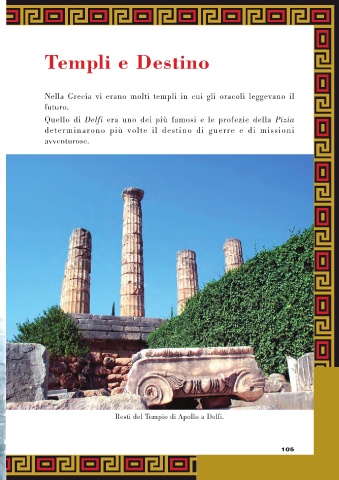 Templi e Destino
Nella Grecia vi erano molti templi in cui gli oracoli leggevano il
futuro.
Quello di Delfi era uno dei più famosi e le profezie della Pizia
determinarono più volte il destino di guerre e di missioni
avventurose.
Resti del Tempio di Apollo a Delfi.
105